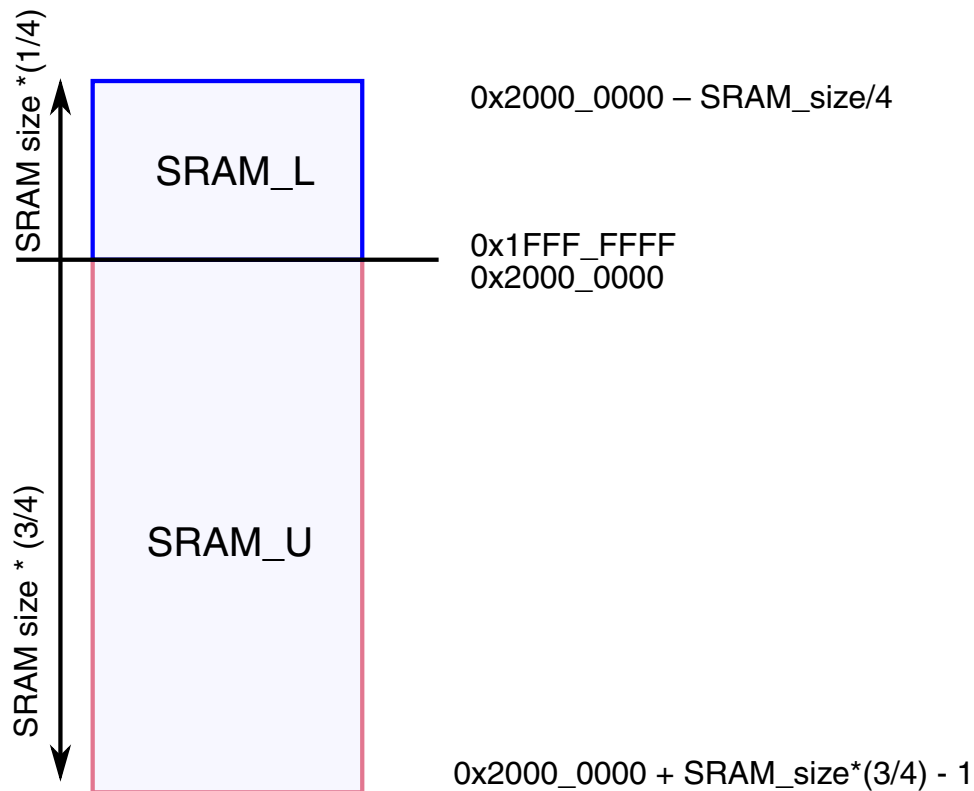 SRAM size *(1/4)
SRAM_L
0x2000_0000 – SRAM_size/4
0x1FFF_FFFF
0x2000_0000
SRAM size * (3/4)
SRAM_U
0x2000_0000 + SRAM_size*(3/4) - 1